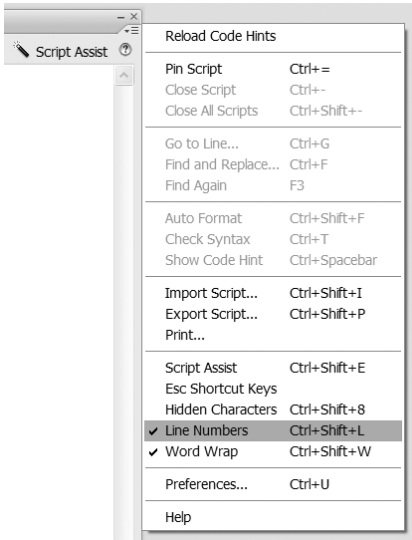 Script Assist
Reload Code Hints
Pin Script Ctrl+=
Close Script Ctrl+-
Close All Scripts Ctrl+Shift+-
Go to Line... Ctrl+G
Find and Replace... Ctrl+F
Find Again F3
Auto Format Ctrl+Shift+F
Check Syntax Ctrl+T
Show Code Hint Ctrl+Spacebar
Import Script... Ctrl+Shift+I
Export Script... Ctrl+Shift+P
Print...
Script Assist Ctrl+Shift+E
Esc Shortcut Keys
Hidden Characters Ctrl+Shift+8
Line Numbers Ctrl+Shift+L
Word Wrap Ctrl+Shift+W
Preferences... Ctrl+U
Help